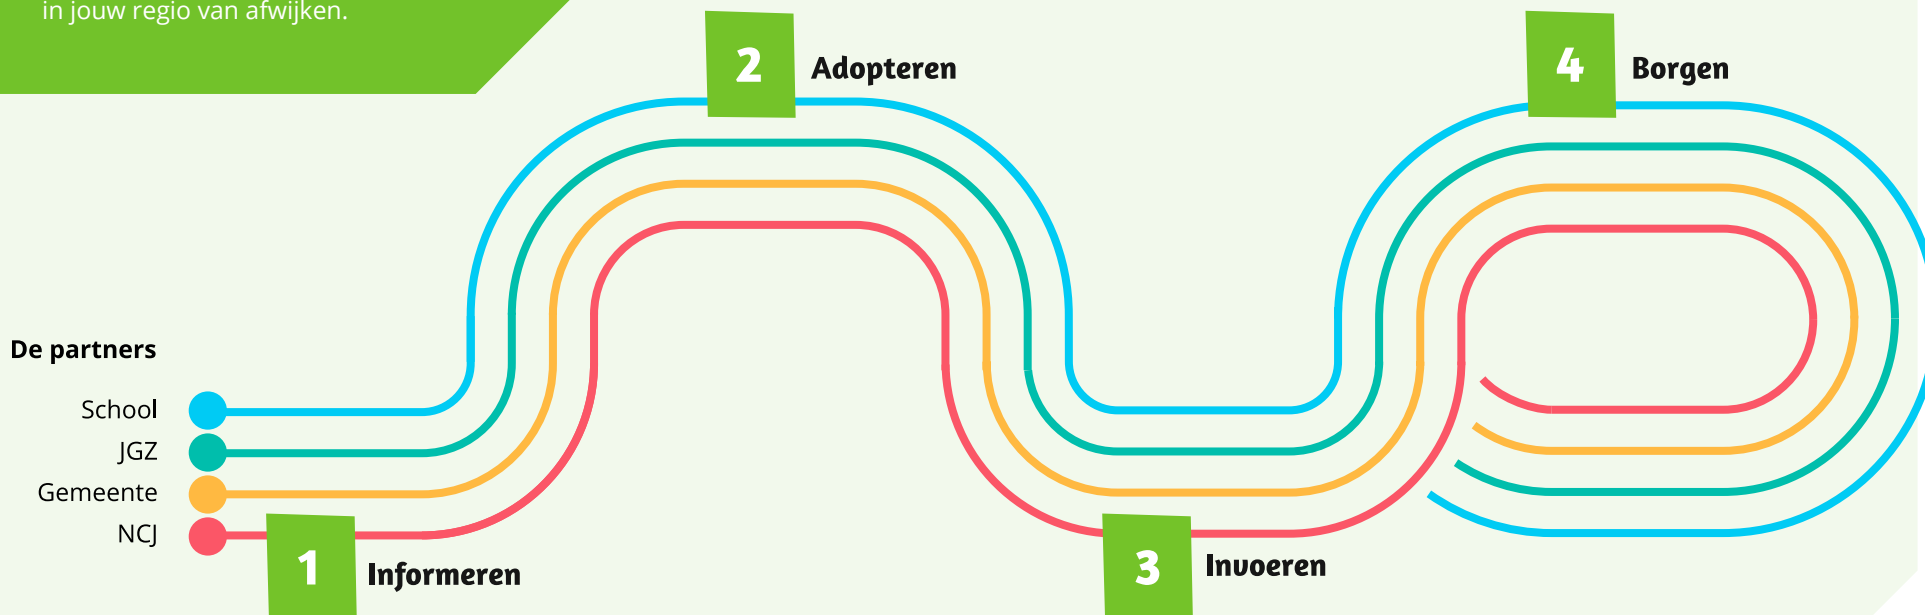 in jouw regio van afwijken.
2
Adopteren
4
Borgen
De partners
School
JGZ
Gemeente
NCJ
1
Informeren
3
Invoeren